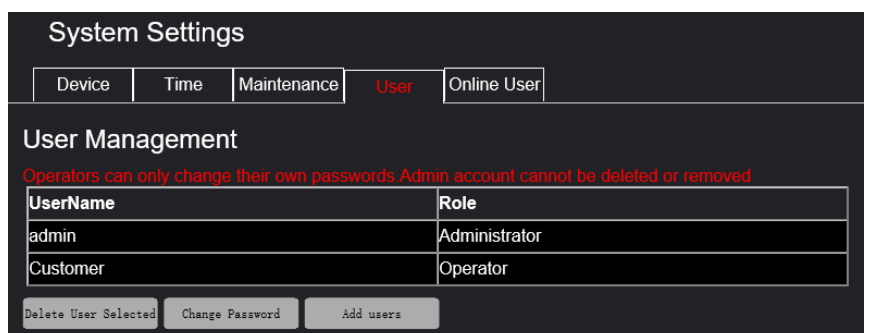 System Settings
Device Time Maintenance User Online User
User Management
Operators can only change their own passwords.Admin account cannot be deleted or removed
UserName Role
admin Administrator
Customer Operator
Delete User Selected Change Password Add users